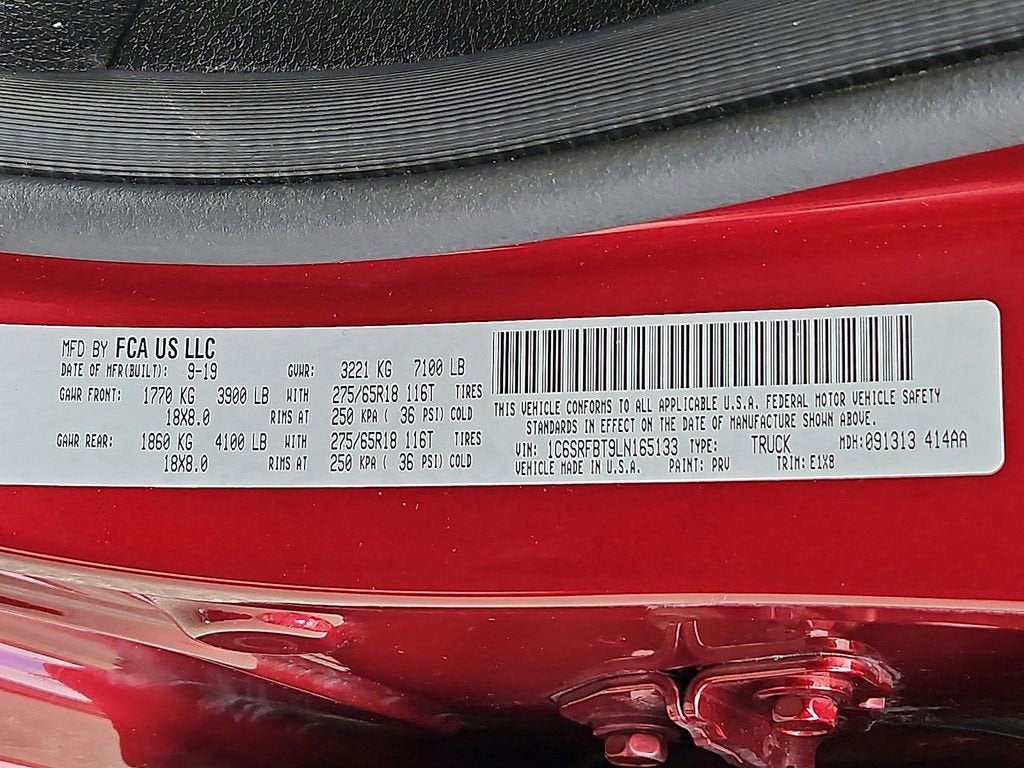 MFD BY FCA US LLC
DATE OF MFR(BUILT): 9-19 GVWR: 3221 KG 7100 LB
GAWR FRONT: 1770 KG 3900 LB WITH 275/65R18 116T TIRES
18X8.0 RIMS AT 250 KPA ( 36 PSI) COLD
GAWR REAR: 1860 KG 4100 LB WITH 275/65R18 116T TIRES
18X8.0 RIMS AT 250 KPA ( 36 PSI) COLD
THIS VEHICLE CONFORMS TO ALL APPLICABLE U.S.A. FEDERAL MOTOR VEHICLE SAFETY
STANDARDS IN EFFECT ON THE DATE OF MANUFACTURE SHOWN ABOVE.
VIN: 1C6SRFBT9LN165133 TYPE: TRUCK MDH: 091313 414AA
VEHICLE MADE IN U.S.A. PAINT: PRV TRIM: E1X8